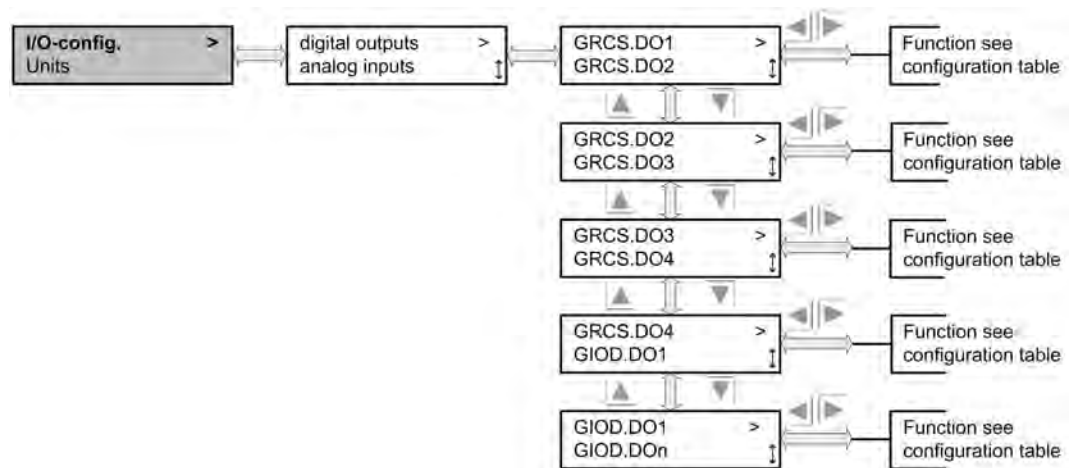 I/O-config. >
Units
digital outputs >
analog inputs ↕
GRCS.DO1 >
GRCS.DO2 ↕
Function see
configuration table
GRCS.DO2 >
GRCS.DO3 ↕
Function see
configuration table
GRCS.DO3 >
GRCS.DO4 ↕
Function see
configuration table
GRCS.DO4 >
GIOD.DO1 ↕
Function see
configuration table
GIOD.DO1 >
GIOD.DOn ↕
Function see
configuration table